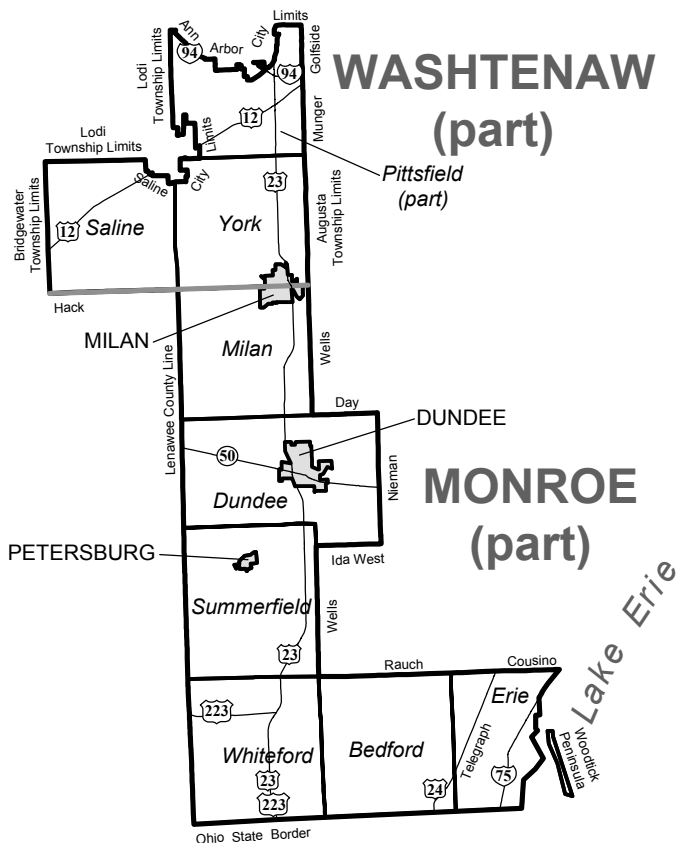 Ann
Arbor
City
Limits
94
94
Lodi
Township Limits
Golfside
WASHTENAW
(part)
12
Limits
Munger
Lodi
Township Limits
Pittsfield
(part)
Saline
City
23
Bridgewater
Township Limits
12
Saline
York
Augusta
Township Limits
Hack
MILAN
Milan
Wells
Lenawee County Line
Day
DUNDEE
50
Nieman
MONROE
(part)
Dundee
PETERSBURG
Ida West
Summerfield
Wells
23
Lake Erie
Rauch
Cousino
Erie
223
Whiteford
Bedford
Telegraph
Woodtick
Peninsula
75
23
24
223
Ohio State Border